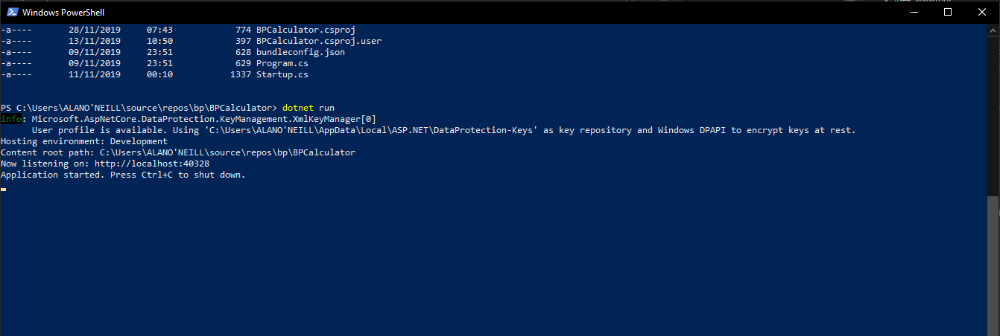 Windows PowerShell
-a---- 28/11/2019 07:43 774 BPCalculator.csproj
-a---- 13/11/2019 10:50 397 BPCalculator.csproj.user
-a---- 09/11/2019 23:51 628 bundleconfig.json
-a---- 09/11/2019 23:51 629 Program.cs
-a---- 11/11/2019 00:10 1337 Startup.cs
PS C:\Users\ALANO'NEILL\source\repos\bp\BPCalculator> dotnet run
info: Microsoft.AspNetCore.DataProtection.KeyManagement.XmlKeyManager[0]
User profile is available. Using 'C:\Users\ALANO'NEILL\AppData\Local\ASP.NET\DataProtection-Keys' as key repository and Windows DPAPI to encrypt keys at rest.
Hosting environment: Development
Content root path: C:\Users\ALANO'NEILL\source\repos\bp\BPCalculator
Now listening on: http://localhost:40328
Application started. Press Ctrl+C to shut down.